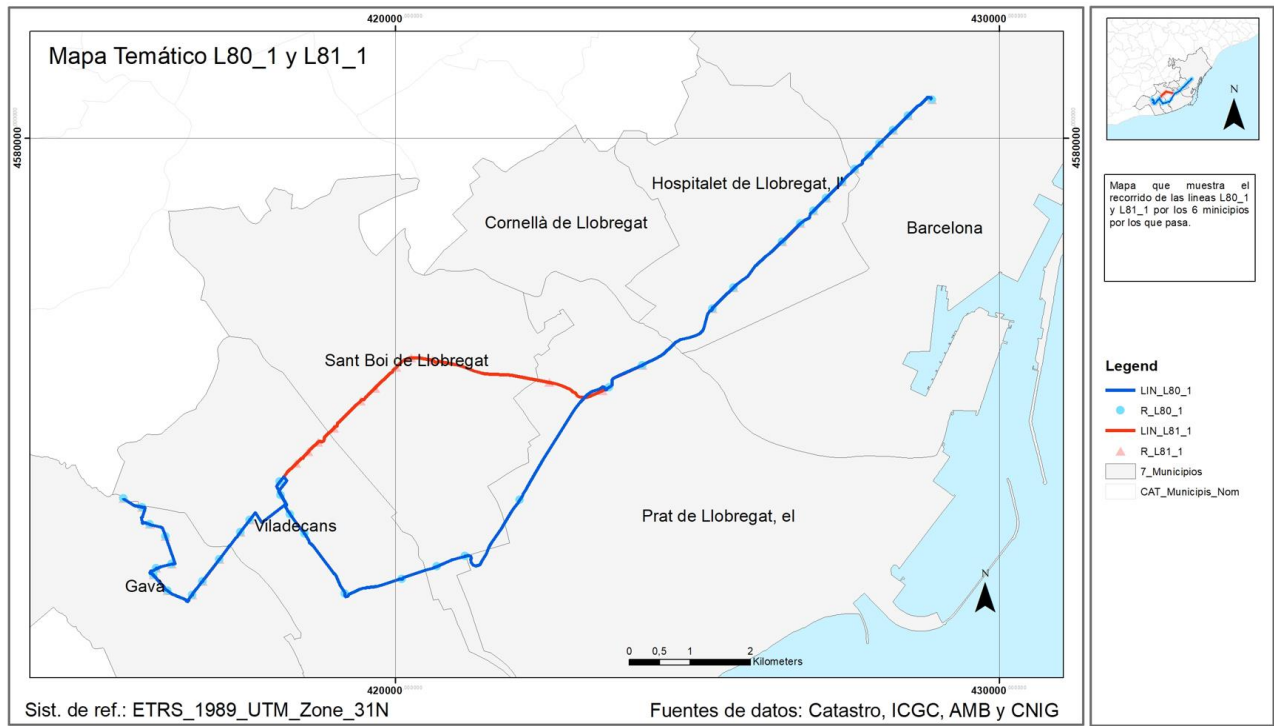 420000
430000
Mapa Temático L80_1 y L81_1
4580000
4580000
Hospitalet de Llobregat, l'
Cornellà de Llobregat
Barcelona
Sant Boi de Llobregat
Viladecans
Prat de Llobregat, el
Gavà
N
0 0,5 1 2
Kilometers
420000
430000
Sist. de ref.: ETRS_1989_UTM_Zone_31N
Fuentes de datos: Catastro, ICGC, AMB y CNIG
N
Mapa que muestra el
recorrido de las lineas L80_1
y L81_1 por los 6 minicipios
por los que pasa.
Legend
LIN_L80_1
R_L80_1
LIN_L81_1
R_L81_1
7_Municipios
CAT_Municipis_Nom